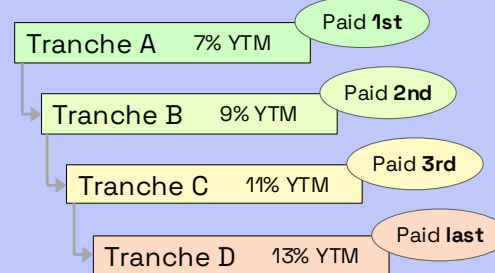 Paid 1st
Tranche A 7% YTM
Paid 2nd
Tranche B 9% YTM
Paid 3rd
Tranche C 11% YTM
Paid last
Tranche D 13% YTM